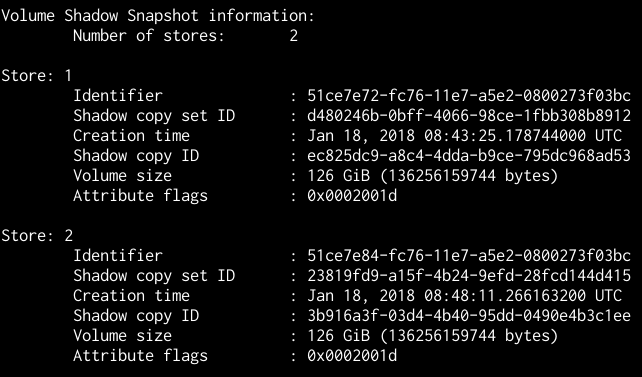 Volume Shadow Snapshot information:
Number of stores: 2
Store: 1
Identifier : 51ce7e72-fc76-11e7-a5e2-0800273f03bc
Shadow copy set ID : d480246b-0bff-4066-98ce-1fbb308b8912
Creation time : Jan 18, 2018 08:43:25.178744000 UTC
Shadow copy ID : ec825dc9-a8c4-4dda-b9ce-795dc968ad53
Volume size : 126 GiB (136256159744 bytes)
Attribute flags : 0x0002001d
Store: 2
Identifier : 51ce7e84-fc76-11e7-a5e2-0800273f03bc
Shadow copy set ID : 23819fd9-a15f-4b24-9efd-28fcd144d415
Creation time : Jan 18, 2018 08:48:11.266163200 UTC
Shadow copy ID : 3b916a3f-03d4-4b40-95dd-0490e4b3c1ee
Volume size : 126 GiB (136256159744 bytes)
Attribute flags : 0x0002001d